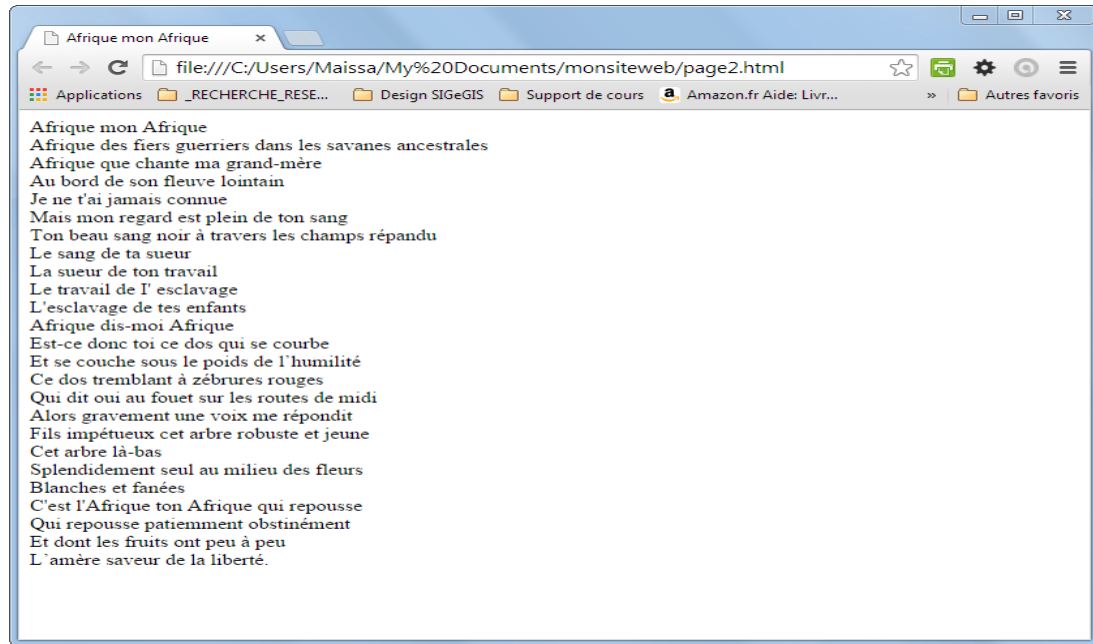 Afrique mon Afrique
file:///C:/Users/Maissa/My%20Documents/monsiteweb/page2.html
Applications _RECHERCHE_RESE... Design SIGeGIS Support de cours Amazon.fr Aide: Livr... » Autres favoris
Afrique mon Afrique
Afrique des fiers guerriers dans les savanes ancestrales
Afrique que chante ma grand-mère
Au bord de son fleuve lointain
Je ne t'ai jamais connue
Mais mon regard est plein de ton sang
Ton beau sang noir à travers les champs répandu
Le sang de ta sueur
La sueur de ton travail
Le travail de I' esclavage
L'esclavage de tes enfants
Afrique dis-moi Afrique
Est-ce donc toi ce dos qui se courbe
Et se couche sous le poids de l`humilité
Ce dos tremblant à zébrures rouges
Qui dit oui au fouet sur les routes de midi
Alors gravement une voix me répondit
Fils impétueux cet arbre robuste et jeune
Cet arbre là-bas
Splendidement seul au milieu des fleurs
Blanches et fanées
C'est l'Afrique ton Afrique qui repousse
Qui repousse patiemment obstinément
Et dont les fruits ont peu à peu
L`amère saveur de la liberté.